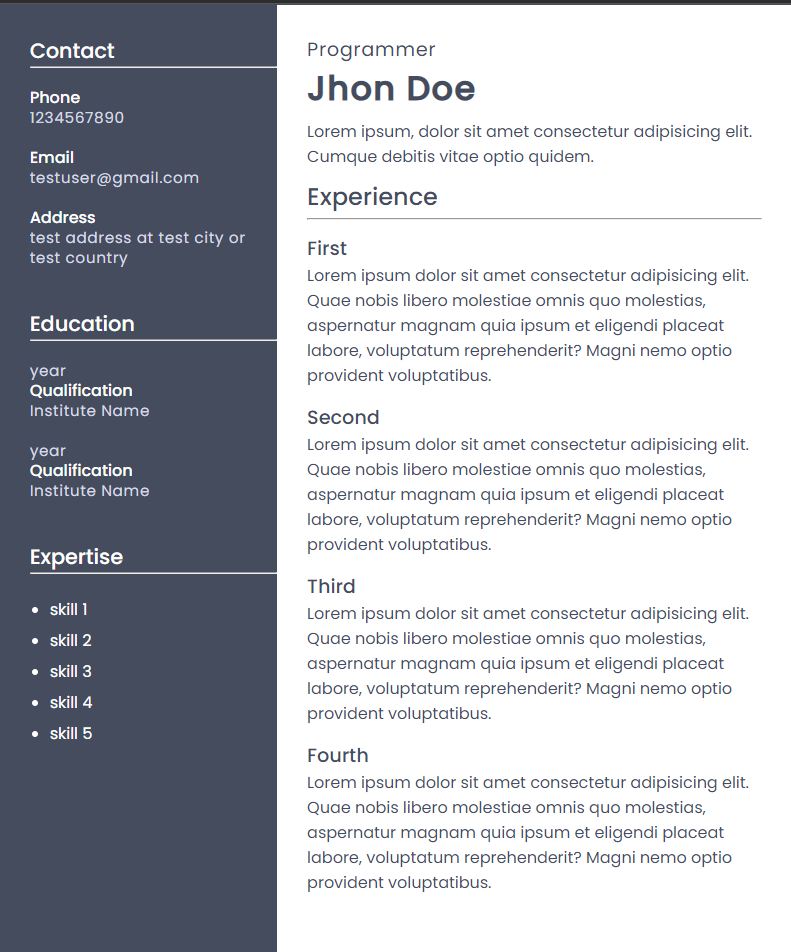 Contact
Phone
1234567890
Email
testuser@gmail.com
Address
test address at test city or
test country
Education
year
Qualification
Institute Name
year
Qualification
Institute Name
Expertise
skill 1
skill 2
skill 3
skill 4
skill 5
Programmer
Jhon Doe
Lorem ipsum, dolor sit amet consectetur adipisicing elit.
Cumque debitis vitae optio quidem.
Experience
First
Lorem ipsum dolor sit amet consectetur adipisicing elit.
Quae nobis libero molestiae omnis quo molestias,
aspernatur magnam quia ipsum et eligendi placeat
labore, voluptatum reprehenderit? Magni nemo optio
provident voluptatibus.
Second
Lorem ipsum dolor sit amet consectetur adipisicing elit.
Quae nobis libero molestiae omnis quo molestias,
aspernatur magnam quia ipsum et eligendi placeat
labore, voluptatum reprehenderit? Magni nemo optio
provident voluptatibus.
Third
Lorem ipsum dolor sit amet consectetur adipisicing elit.
Quae nobis libero molestiae omnis quo molestias,
aspernatur magnam quia ipsum et eligendi placeat
labore, voluptatum reprehenderit? Magni nemo optio
provident voluptatibus.
Fourth
Lorem ipsum dolor sit amet consectetur adipisicing elit.
Quae nobis libero molestiae omnis quo molestias,
aspernatur magnam quia ipsum et eligendi placeat
labore, voluptatum reprehenderit? Magni nemo optio
provident voluptatibus.